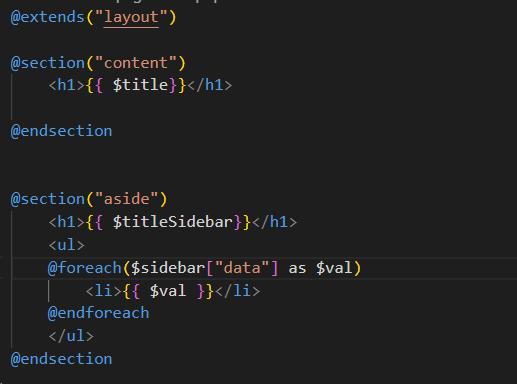 @extends("layout")
@section("content")
<h1>{{ $title}}</h1>
@endsection
@section("aside")
<h1>{{ $titleSidebar}}</h1>
<ul>
@foreach($sidebar["data"] as $val)
<li>{{ $val }}</li>
@endforeach
</ul>
@endsection